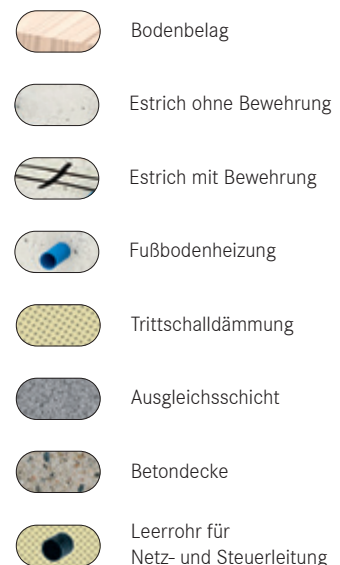 Bodenbelag
Estrich ohne Bewehrung
Estrich mit Bewehrung
Fußbodenheizung
Trittschalldämmung
Ausgleichsschicht
Betondecke
Leerrohr für
Netz- und Steuerleitung